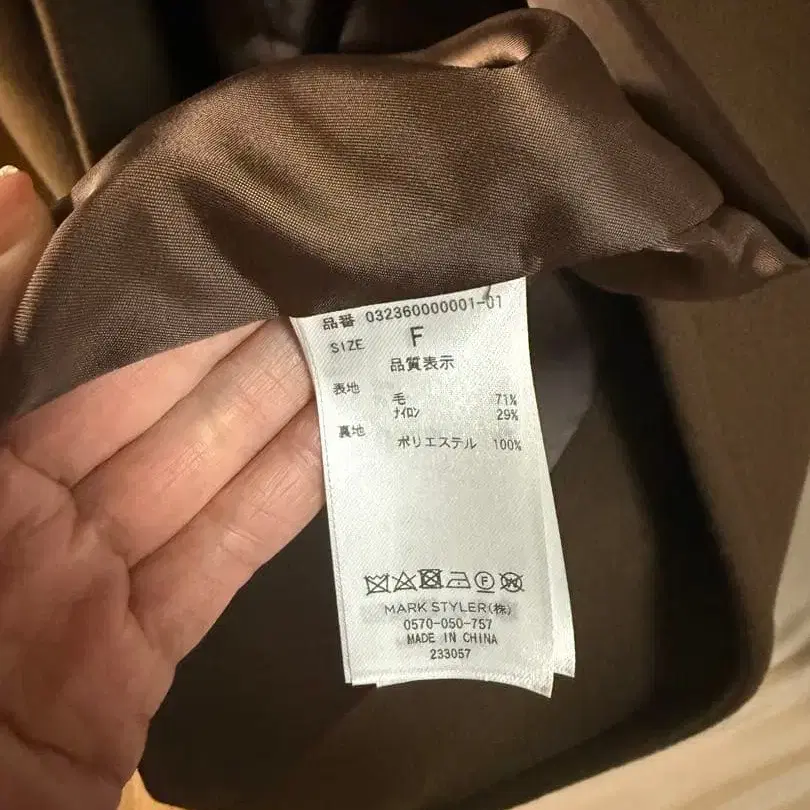 品番 032360000001-01
SIZE F
品質表示
表地 毛 71%
ナイロン 29%
裏地 ポリエステル 100%
MARK STYLER(株)
0570-050-757
MADE IN CHINA
233057